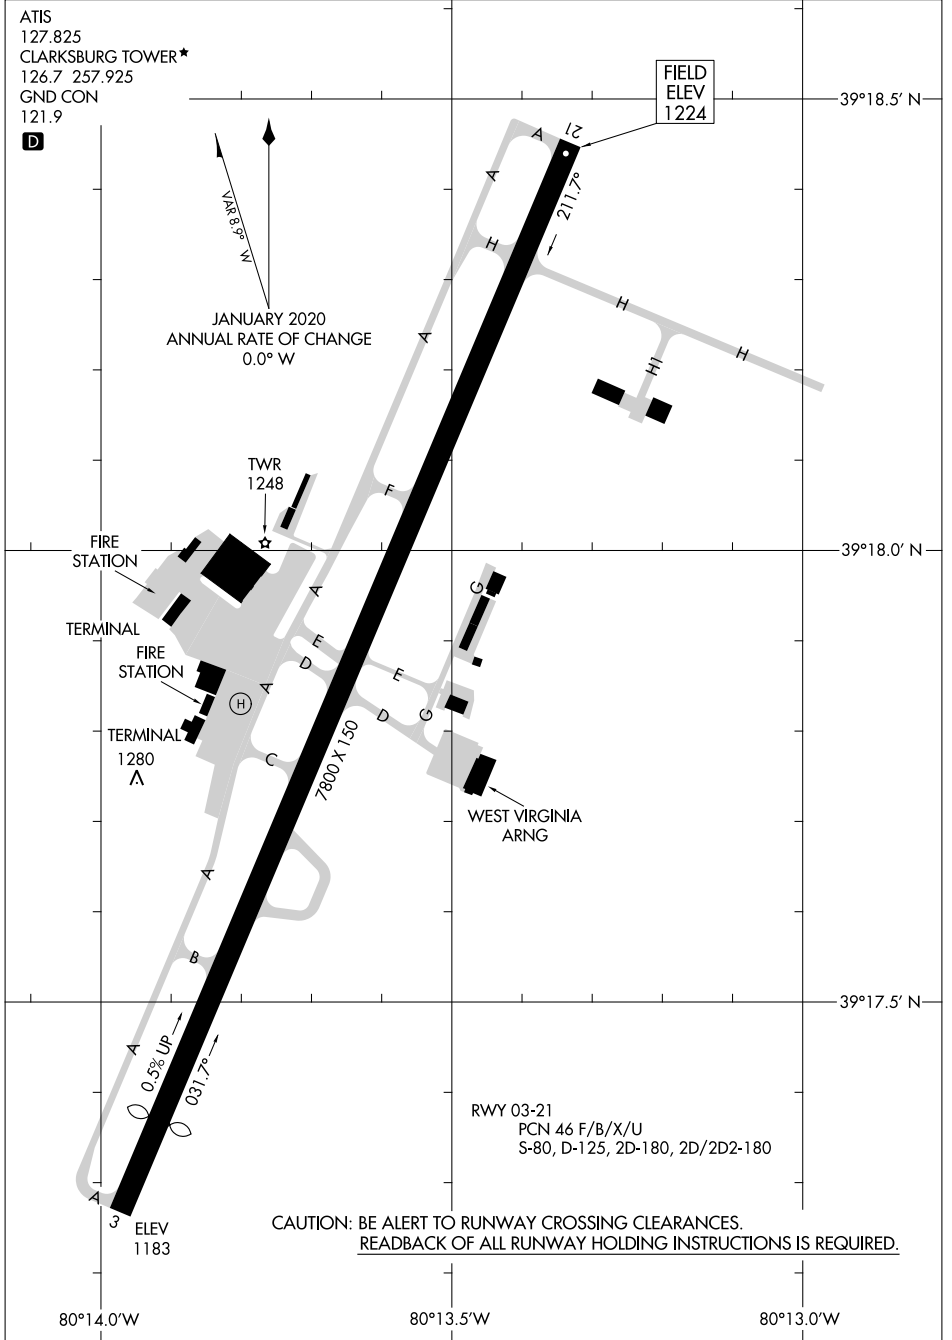 ATIS
127.825
CLARKSBURG TOWER★
126.7 257.925
GND CON
121.9
D
FIELD
ELEV
1224
39°18.5' N
21
A
A
211.7°
VAR 8.9° W
H
H
H
H1
JANUARY 2020
ANNUAL RATE OF CHANGE
0.0° W
A
TWR
1248
F
FIRE
STATION
39°18.0' N
A
G
TERMINAL
E
FIRE
STATION
D
E
A
H
D
G
TERMINAL
1280
C
7800 X 150
WEST VIRGINIA
ARNG
A
B
39°17.5' N
A
0.5% UP
031.7°
RWY 03-21
PCN 46 F/B/X/U
S-80, D-125, 2D-180, 2D/2D2-180
A
3
ELEV
1183
CAUTION: BE ALERT TO RUNWAY CROSSING CLEARANCES.
READBACK OF ALL RUNWAY HOLDING INSTRUCTIONS IS REQUIRED.
80°14.0'W
80°13.5'W
80°13.0'W